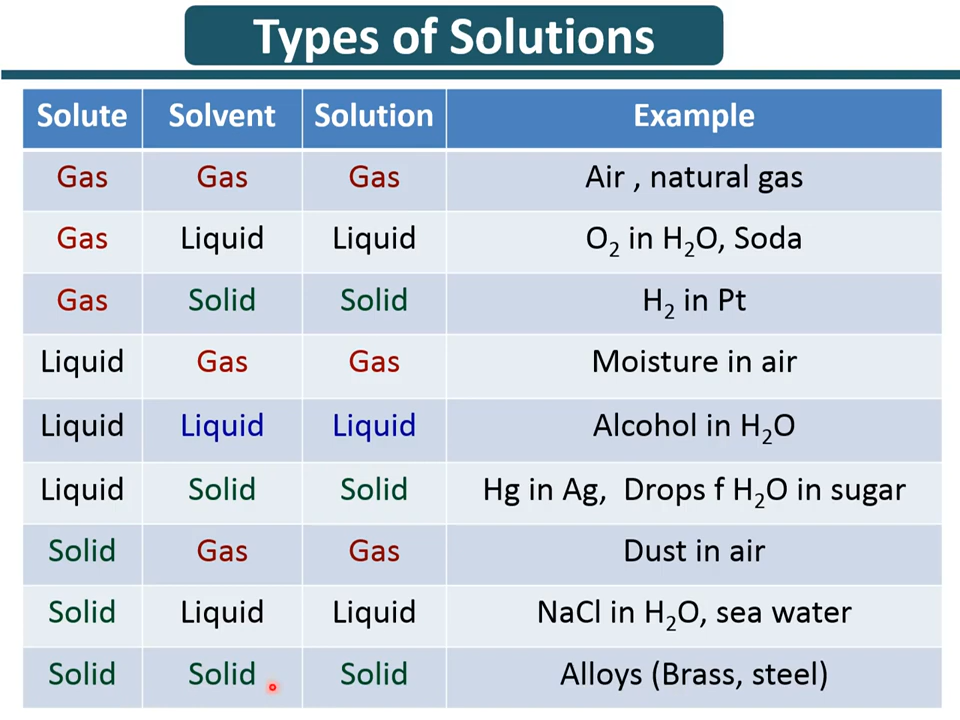 Types of Solutions
Solute Solvent Solution Example
Gas Gas Gas Air , natural gas
Gas Liquid Liquid O₂ in H₂O, Soda
Gas Solid Solid H₂ in Pt
Liquid Gas Gas Moisture in air
Liquid Liquid Liquid Alcohol in H₂O
Liquid Solid Solid Hg in Ag, Drops f H₂O in sugar
Solid Gas Gas Dust in air
Solid Liquid Liquid NaCl in H₂O, sea water
Solid Solid Solid Alloys (Brass, steel)